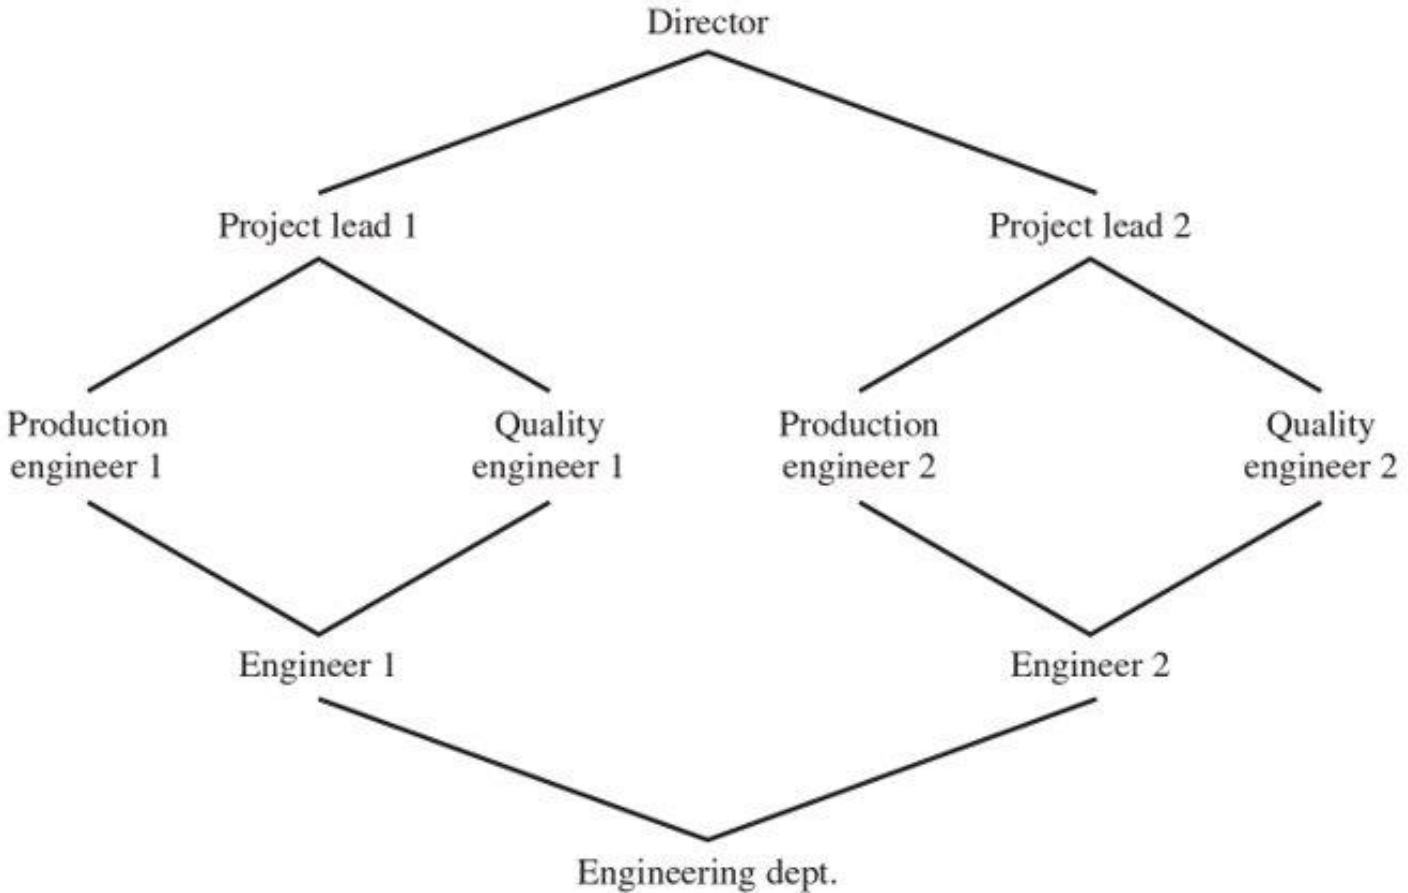 Director
Project lead 1
Project lead 2
Production
engineer 1
Quality
engineer 1
Production
engineer 2
Quality
engineer 2
Engineer 1
Engineer 2
Engineering dept.